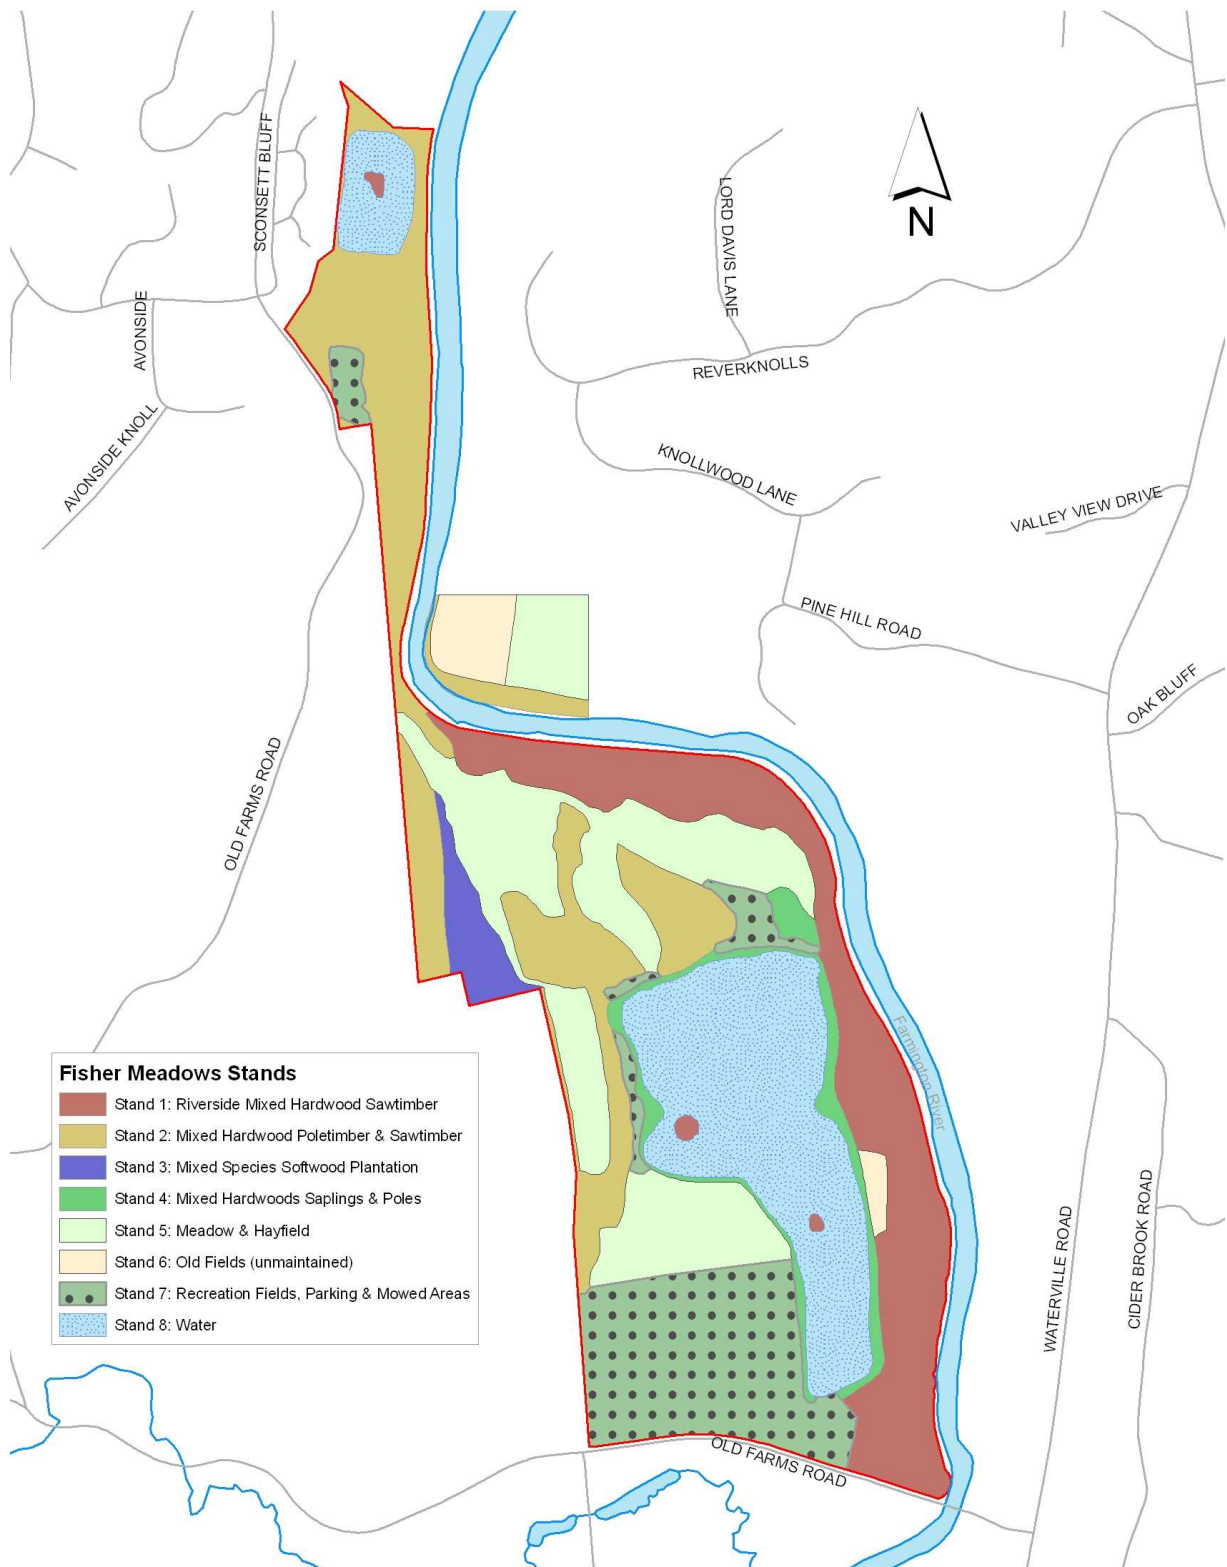 SCONSETT BLUFF
LORD DAVIS LANE
N
AVONSIDE
REVERKNOLLS
AVONSIDE KNOLL
KNOLLWOOD LANE
VALLEY VIEW DRIVE
PINE HILL ROAD
OAK BLUFF
OLD FARMS ROAD
Farmington River
Fisher Meadows Stands
Stand 1: Riverside Mixed Hardwood Sawtimber
Stand 2: Mixed Hardwood Poletimber & Sawtimber
Stand 3: Mixed Species Softwood Plantation
Stand 4: Mixed Hardwoods Saplings & Poles
Stand 5: Meadow & Hayfield
Stand 6: Old Fields (unmaintained)
Stand 7: Recreation Fields, Parking & Mowed Areas
Stand 8: Water
WATERVILLE ROAD
CIDER BROOK ROAD
OLD FARMS ROAD